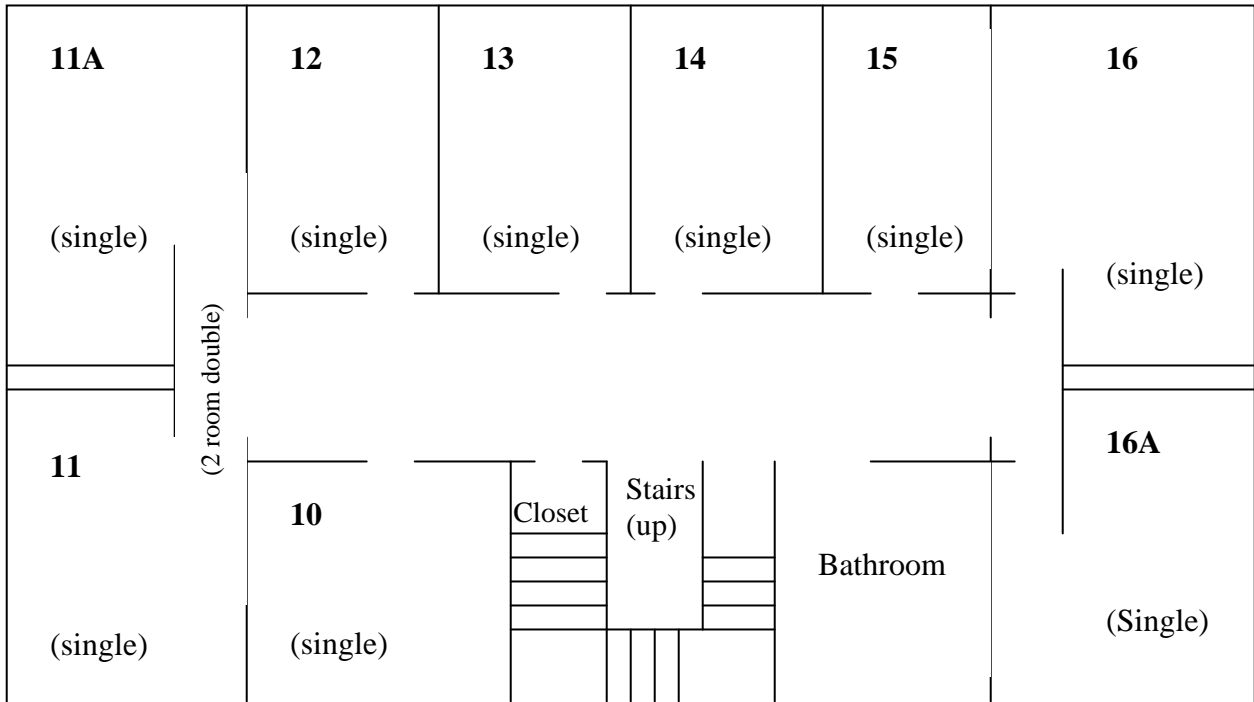 11A
12
13
14
15
16
(single)
(single)
(single)
(single)
(single)
(single)
(2 room double)
11
10
Closet
Stairs
(up)
Bathroom
16A
(single)
(single)
(Single)